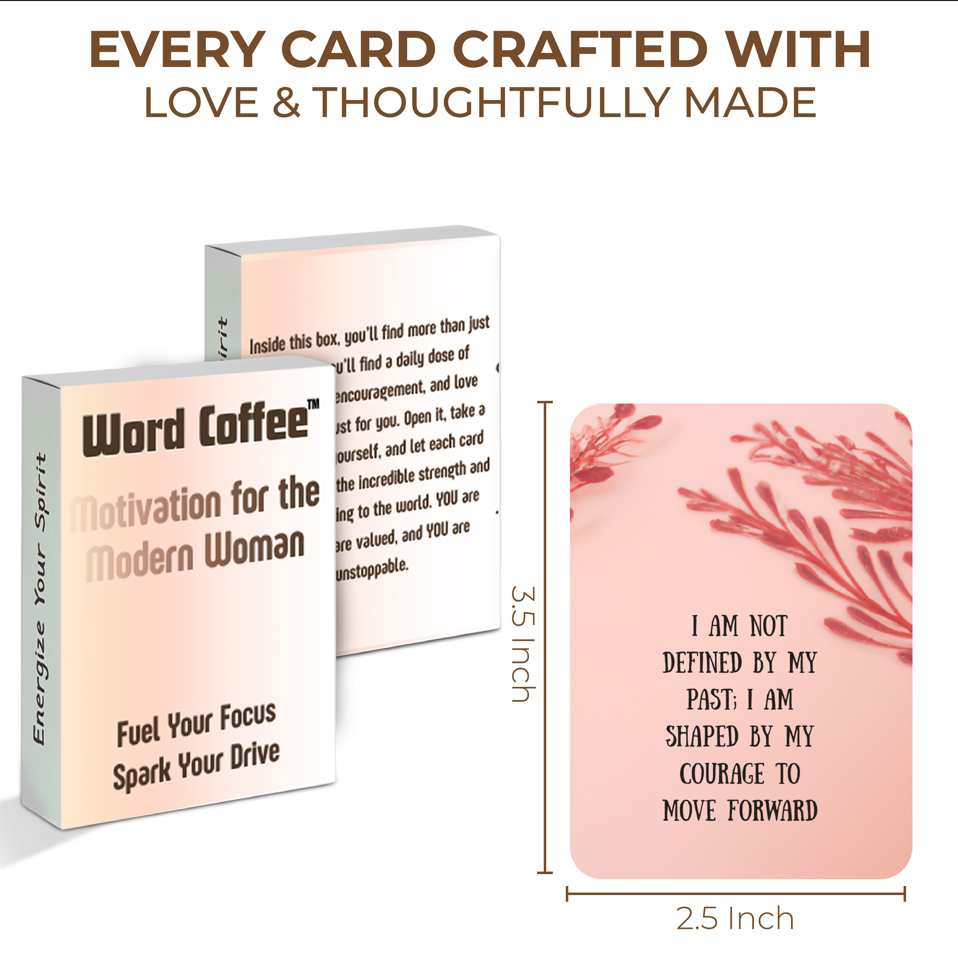 EVERY CARD CRAFTED WITH
LOVE & THOUGHTFULLY MADE
irit
Inside this box, you'll find more than just
u'll find a daily dose of
encouragement, and love
ust for you. Open it, take a
ourself, and let each card
the incredible strength and
ing to the world. YOU are
are valued, and YOU are
unstoppable.
Energize Your Spirit
Word Coffee™
Motivation for the
Modern Woman
Fuel Your Focus
Spark Your Drive
3.5 Inch
I AM NOT
DEFINED BY MY
PAST; I AM
SHAPED BY MY
COURAGE TO
MOVE FORWARD
2.5 Inch